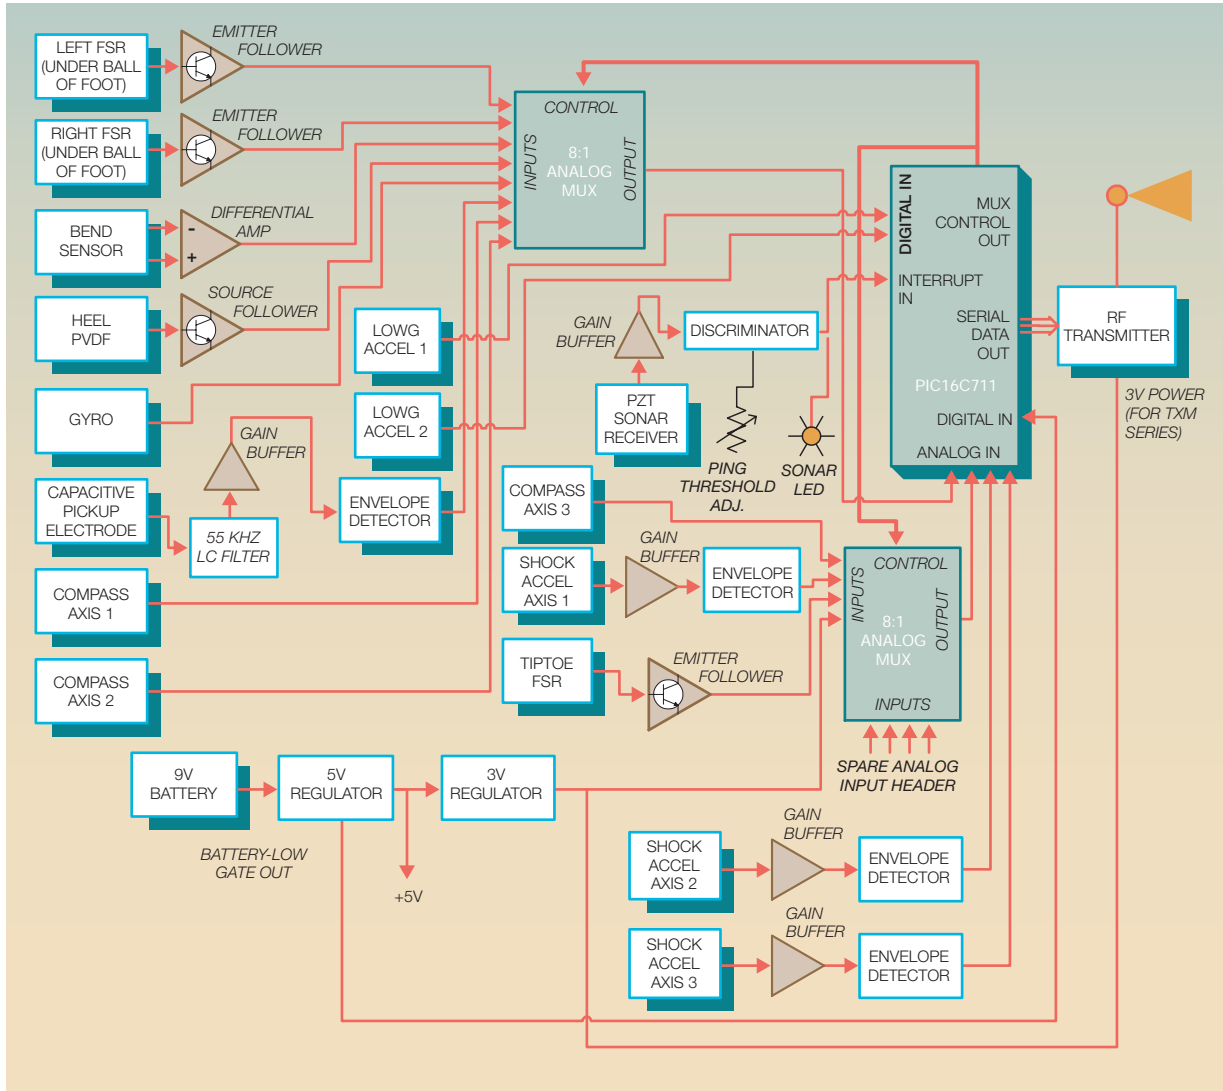 LEFT FSR
(UNDER BALL
OF FOOT)
EMITTER
FOLLOWER
RIGHT FSR
(UNDER BALL
OF FOOT)
EMITTER
FOLLOWER
BEND
SENSOR
-
+
DIFFERENTIAL
AMP
HEEL
PVDF
SOURCE
FOLLOWER
GYRO
CAPACITIVE
PICKUP
ELECTRODE
55 KHZ
LC FILTER
GAIN
BUFFER
ENVELOPE
DETECTOR
COMPASS
AXIS 1
COMPASS
AXIS 2
LOWG
ACCEL 1
LOWG
ACCEL 2
CONTROL
INPUTS
8:1
ANALOG
MUX
OUTPUT
GAIN
BUFFER
PZT
SONAR
RECEIVER
DISCRIMINATOR
PING
THRESHOLD
ADJ.
SONAR
LED
DIGITAL IN
MUX
CONTROL
OUT
INTERRUPT
IN
SERIAL
DATA
OUT
PIC16C711
DIGITAL IN
ANALOG IN
RF
TRANSMITTER
3V POWER
(FOR TXM
SERIES)
COMPASS
AXIS 3
SHOCK
ACCEL
AXIS 1
GAIN
BUFFER
ENVELOPE
DETECTOR
TIPTOE
FSR
EMITTER
FOLLOWER
CONTROL
INPUTS
8:1
ANALOG
MUX
OUTPUT
INPUTS
SPARE ANALOG
INPUT HEADER
9V
BATTERY
5V
REGULATOR
3V
REGULATOR
BATTERY-LOW
GATE OUT
+5V
SHOCK
ACCEL
AXIS 2
GAIN
BUFFER
ENVELOPE
DETECTOR
SHOCK
ACCEL
AXIS 3
GAIN
BUFFER
ENVELOPE
DETECTOR